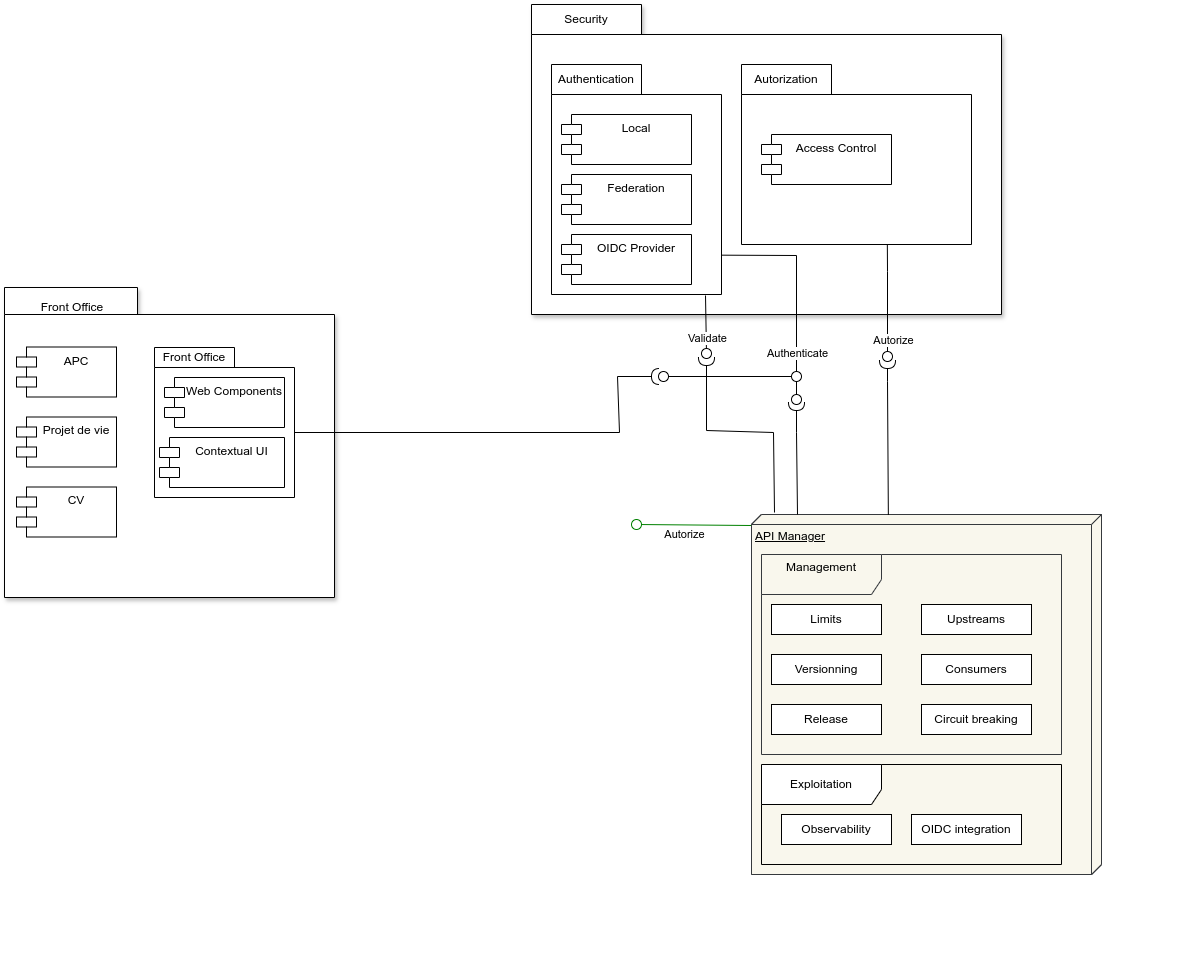 Security
Authentication
Autorization
Local
Access Control
Federation
OIDC Provider
Front Office
Front Office
APC
Web Components
Projet de vie
Contextual UI
CV
Validate
Authenticate
Autorize
Autorize
API Manager
Management
Limits
Upstreams
Versionning
Consumers
Release
Circuit breaking
Exploitation
Observability
OIDC integration